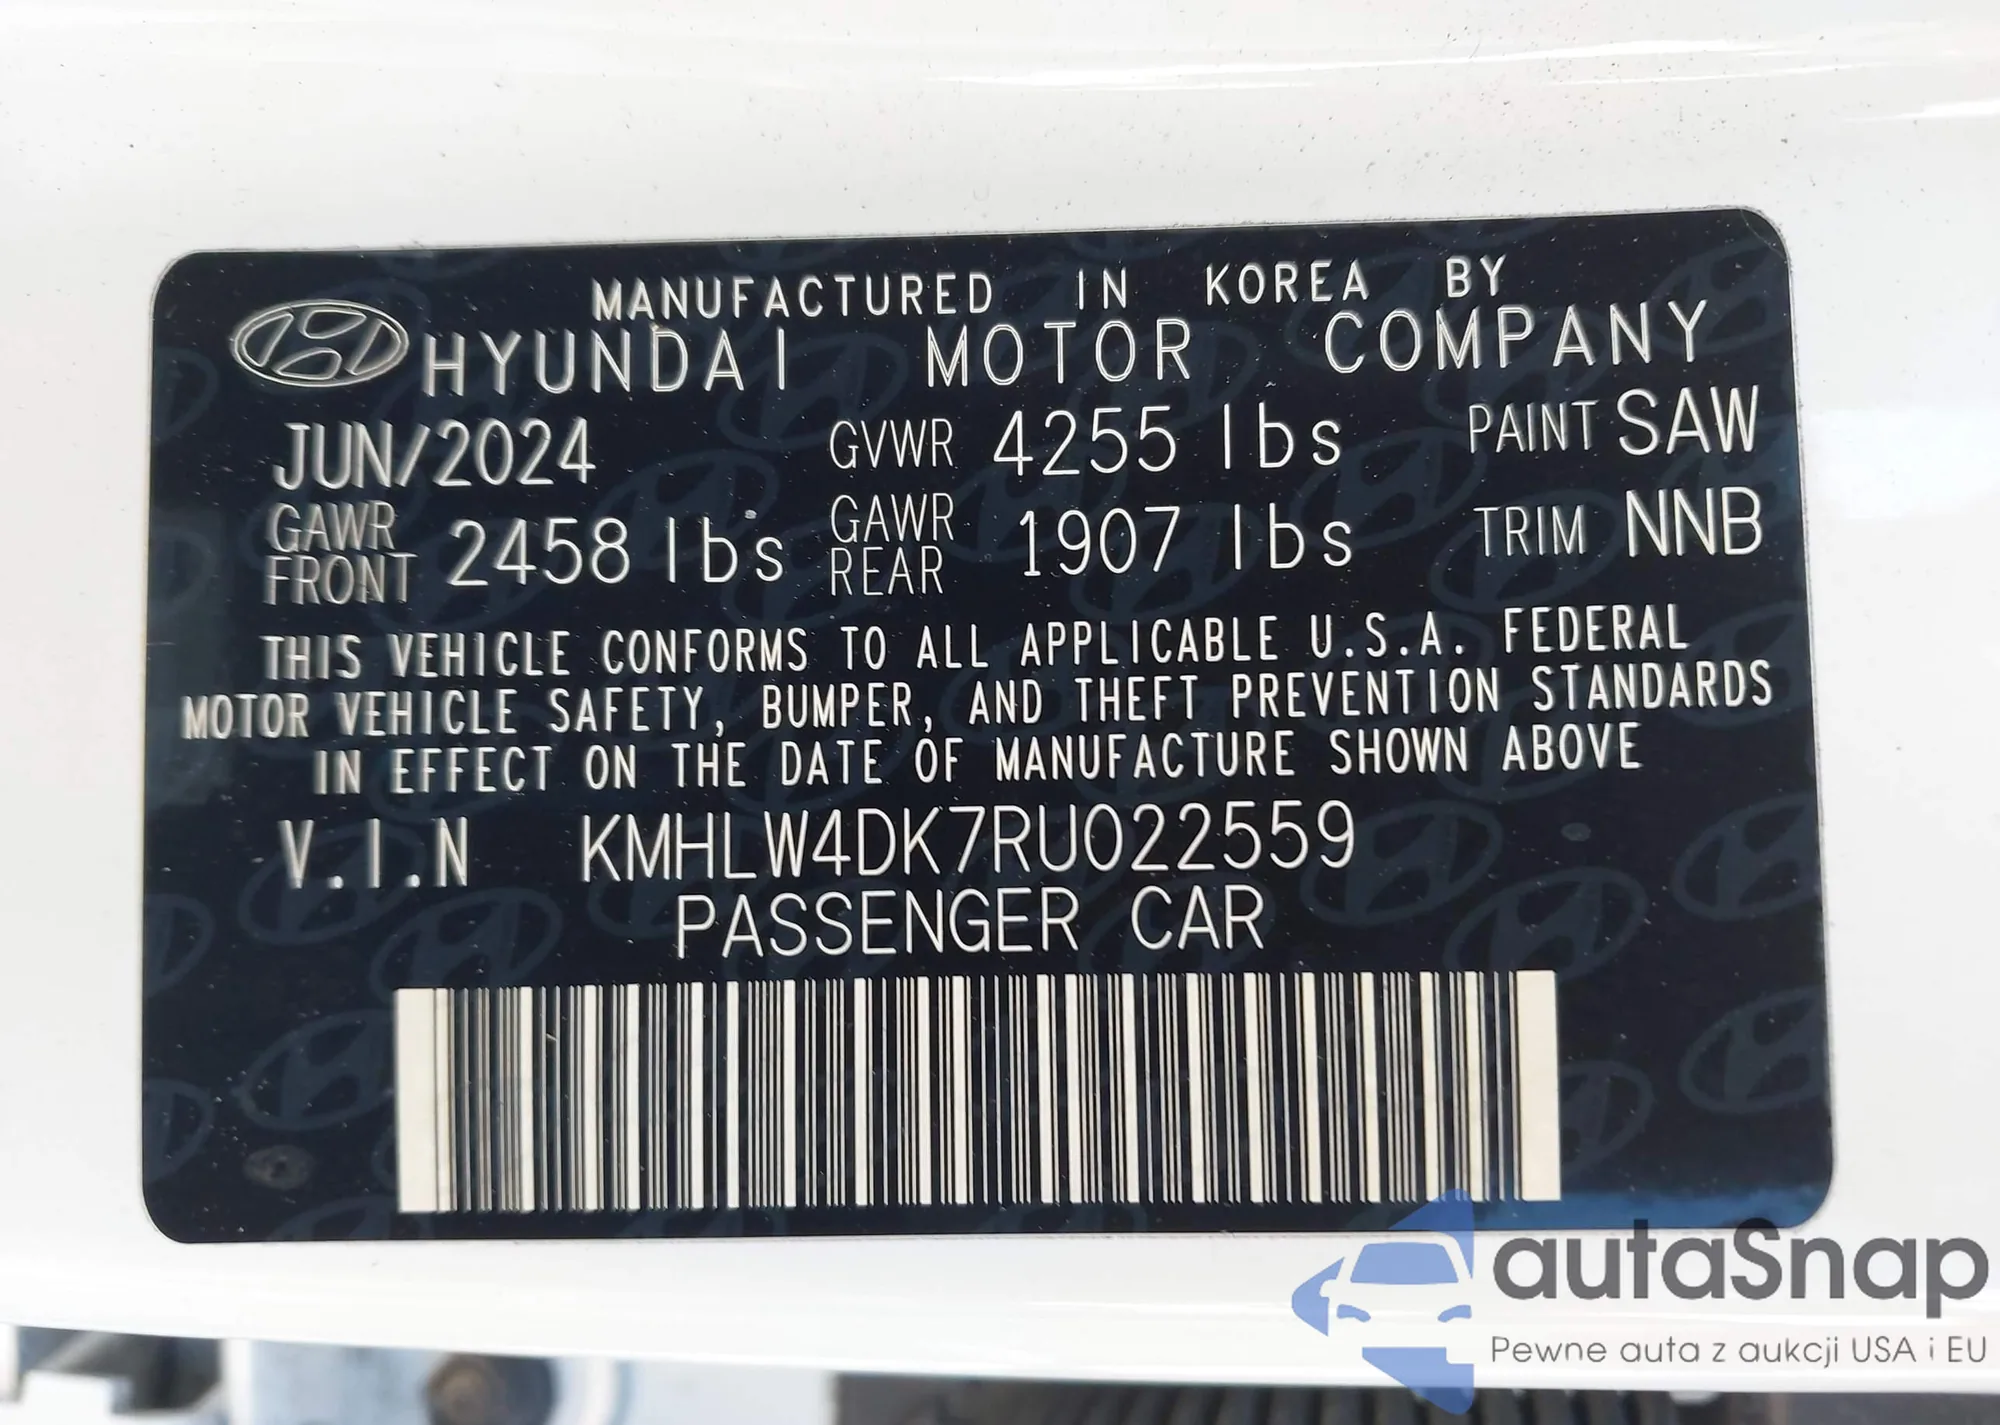 MANUFACTURED IN KOREA BY
HYUNDAI MOTOR COMPANY
JUN/2024 GVWR 4255 lbs PAINT SAW
GAWR FRONT 2458 lbs GAWR REAR 1907 lbs TRIM NNB
THIS VEHICLE CONFORMS TO ALL APPLICABLE U.S.A. FEDERAL
MOTOR VEHICLE SAFETY, BUMPER, AND THEFT PREVENTION STANDARDS
IN EFFECT ON THE DATE OF MANUFACTURE SHOWN ABOVE
V.I.N KMHLW4DK7RU022559
PASSENGER CAR
autaSnap
Pewne auta z aukcji USA i EU